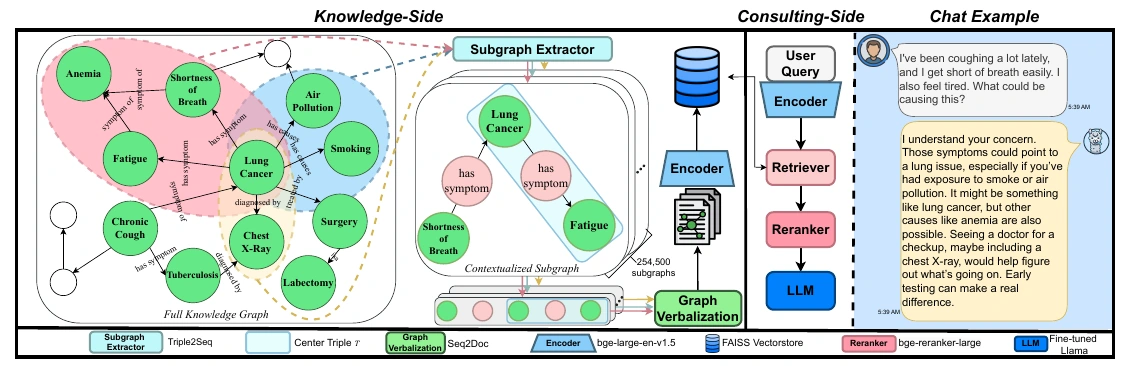 Knowledge-Side
Consulting-Side
Chat Example
Anemia
Shortness
of
Breath
Air
Pollution
Smoking
Fatigue
Lung
Cancer
Chronic
Cough
Chest
X-Ray
Surgery
Tuberculosis
Labectomy
symptom of
symptom of
has symptom
has symptom
symptom of
has causes
has causes
treated by
diagnosed by
has symptom
diagnosed by
Full Knowledge Graph
Subgraph Extractor
Lung
Cancer
has
symptom
has
symptom
Shortness
of
Breath
Fatigue
Contextualized Subgraph
254,500
subgraphs
Encoder
Graph
Verbalization
User
Query
Encoder
Retriever
Reranker
LLM
I've been coughing a lot lately,
and I get short of breath easily. I
also feel tired. What could be
causing this?
5:39 AM
I understand your concern.
Those symptoms could point to
a lung issue, especially if you've
had exposure to smoke or air
pollution. It might be something
like lung cancer, but other
causes like anemia are also
possible. Seeing a doctor for a
checkup, maybe including a
chest X-ray, would help figure
out what's going on. Early
testing can make a real
difference.
5:39 AM
Subgraph
Extractor
Triple2Seq
Center Triple T
Graph
Verbalization
Seq2Doc
Encoder
bge-large-en-v1.5
FAISS Vectorstore
Reranker
bge-reranker-large
LLM
Fine-tuned
Llama